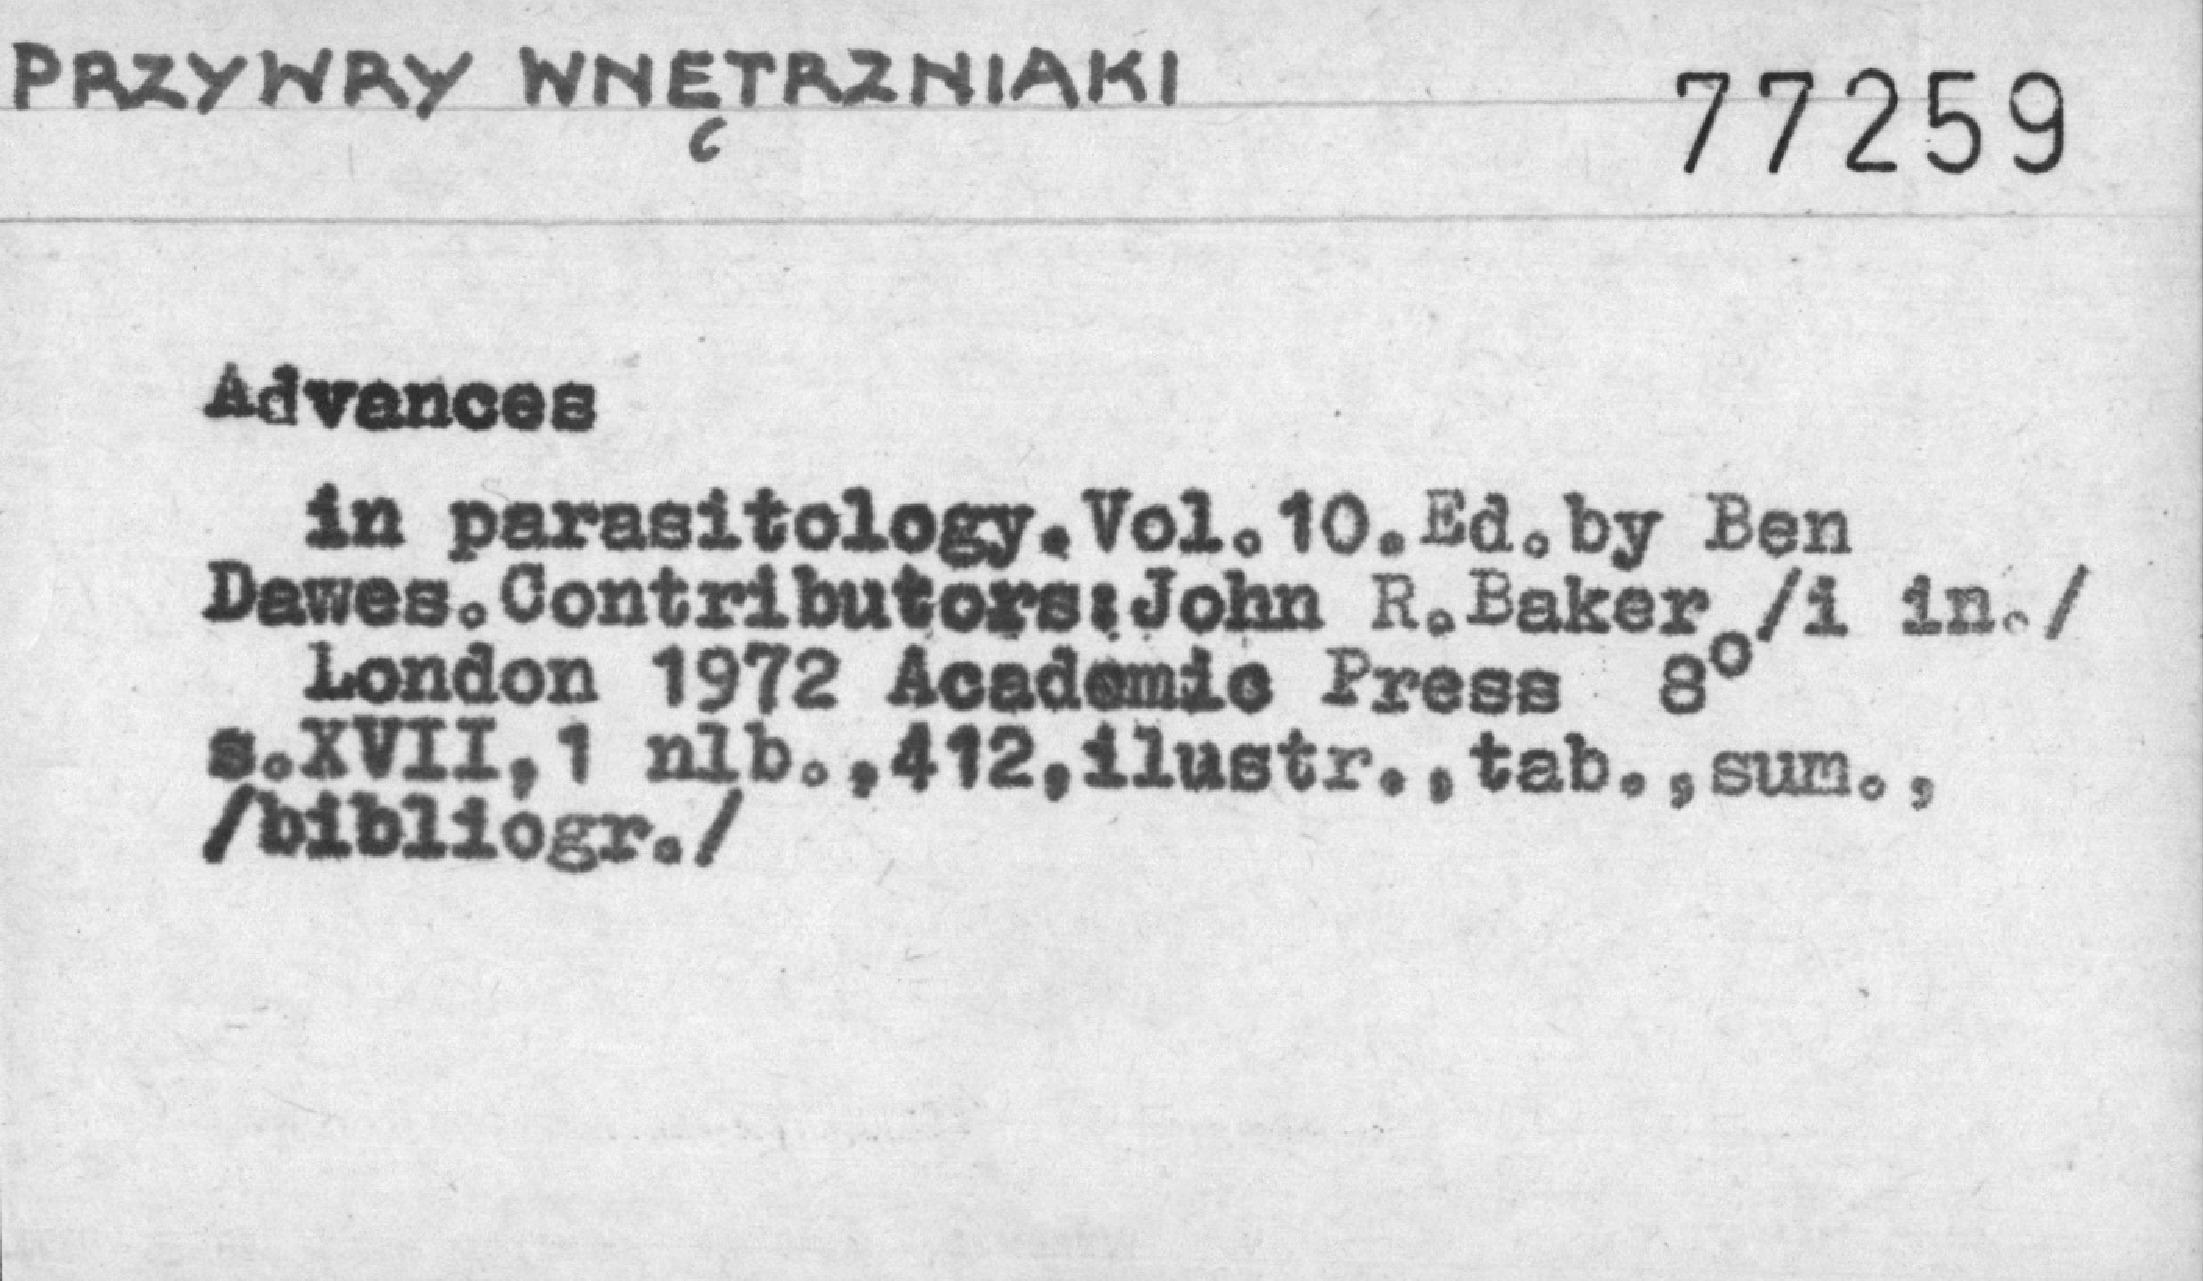 PRZYWRY WNĘTRZNIAKI
77259
Advances
in parasitology.Vol.10.Ed.by Ben
Dawes.Contributors:John R.Baker /i in./
London 1972 Academic Press 8°
s.XVII,1 nlb.,412,ilustr.,tab.,sum.,
/bibliogr./